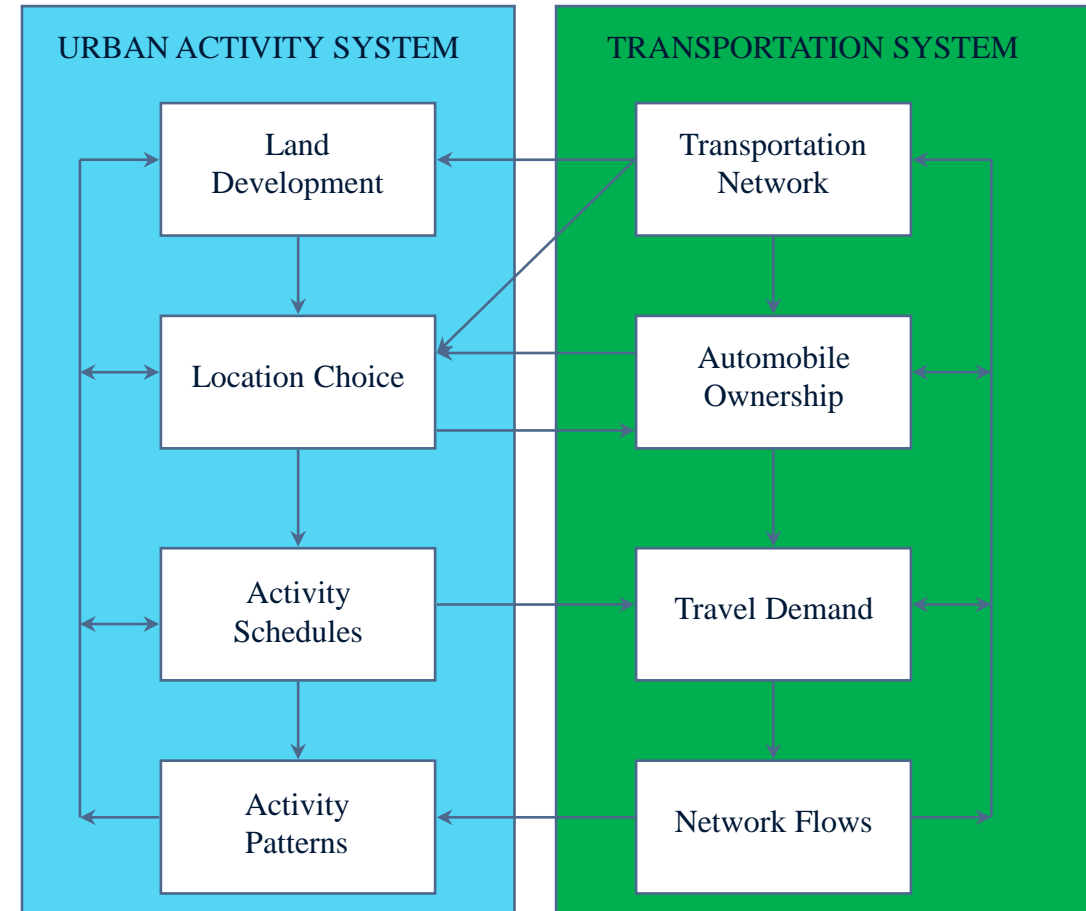 URBAN ACTIVITY SYSTEM
TRANSPORTATION SYSTEM
Land
Development
Transportation
Network
Location Choice
Automobile
Ownership
Activity
Schedules
Travel Demand
Activity
Patterns
Network Flows